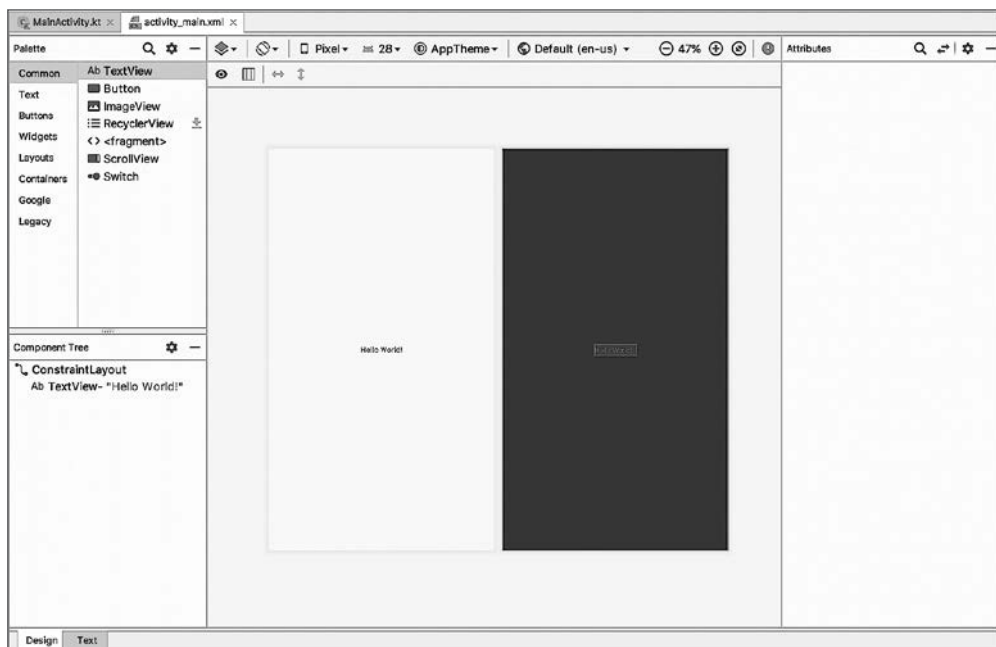 MainActivity.kt
activity_main.xml
Palette
Pixel
28
AppTheme
Default (en-us)
47%
Attributes
Common
Text
Buttons
Widgets
Layouts
Containers
Google
Legacy
Ab TextView
Button
ImageView
RecyclerView
<fragment>
ScrollView
Switch
Hello World!
Hello World!
Component Tree
ConstraintLayout
Ab TextView- "Hello World!"
Design
Text